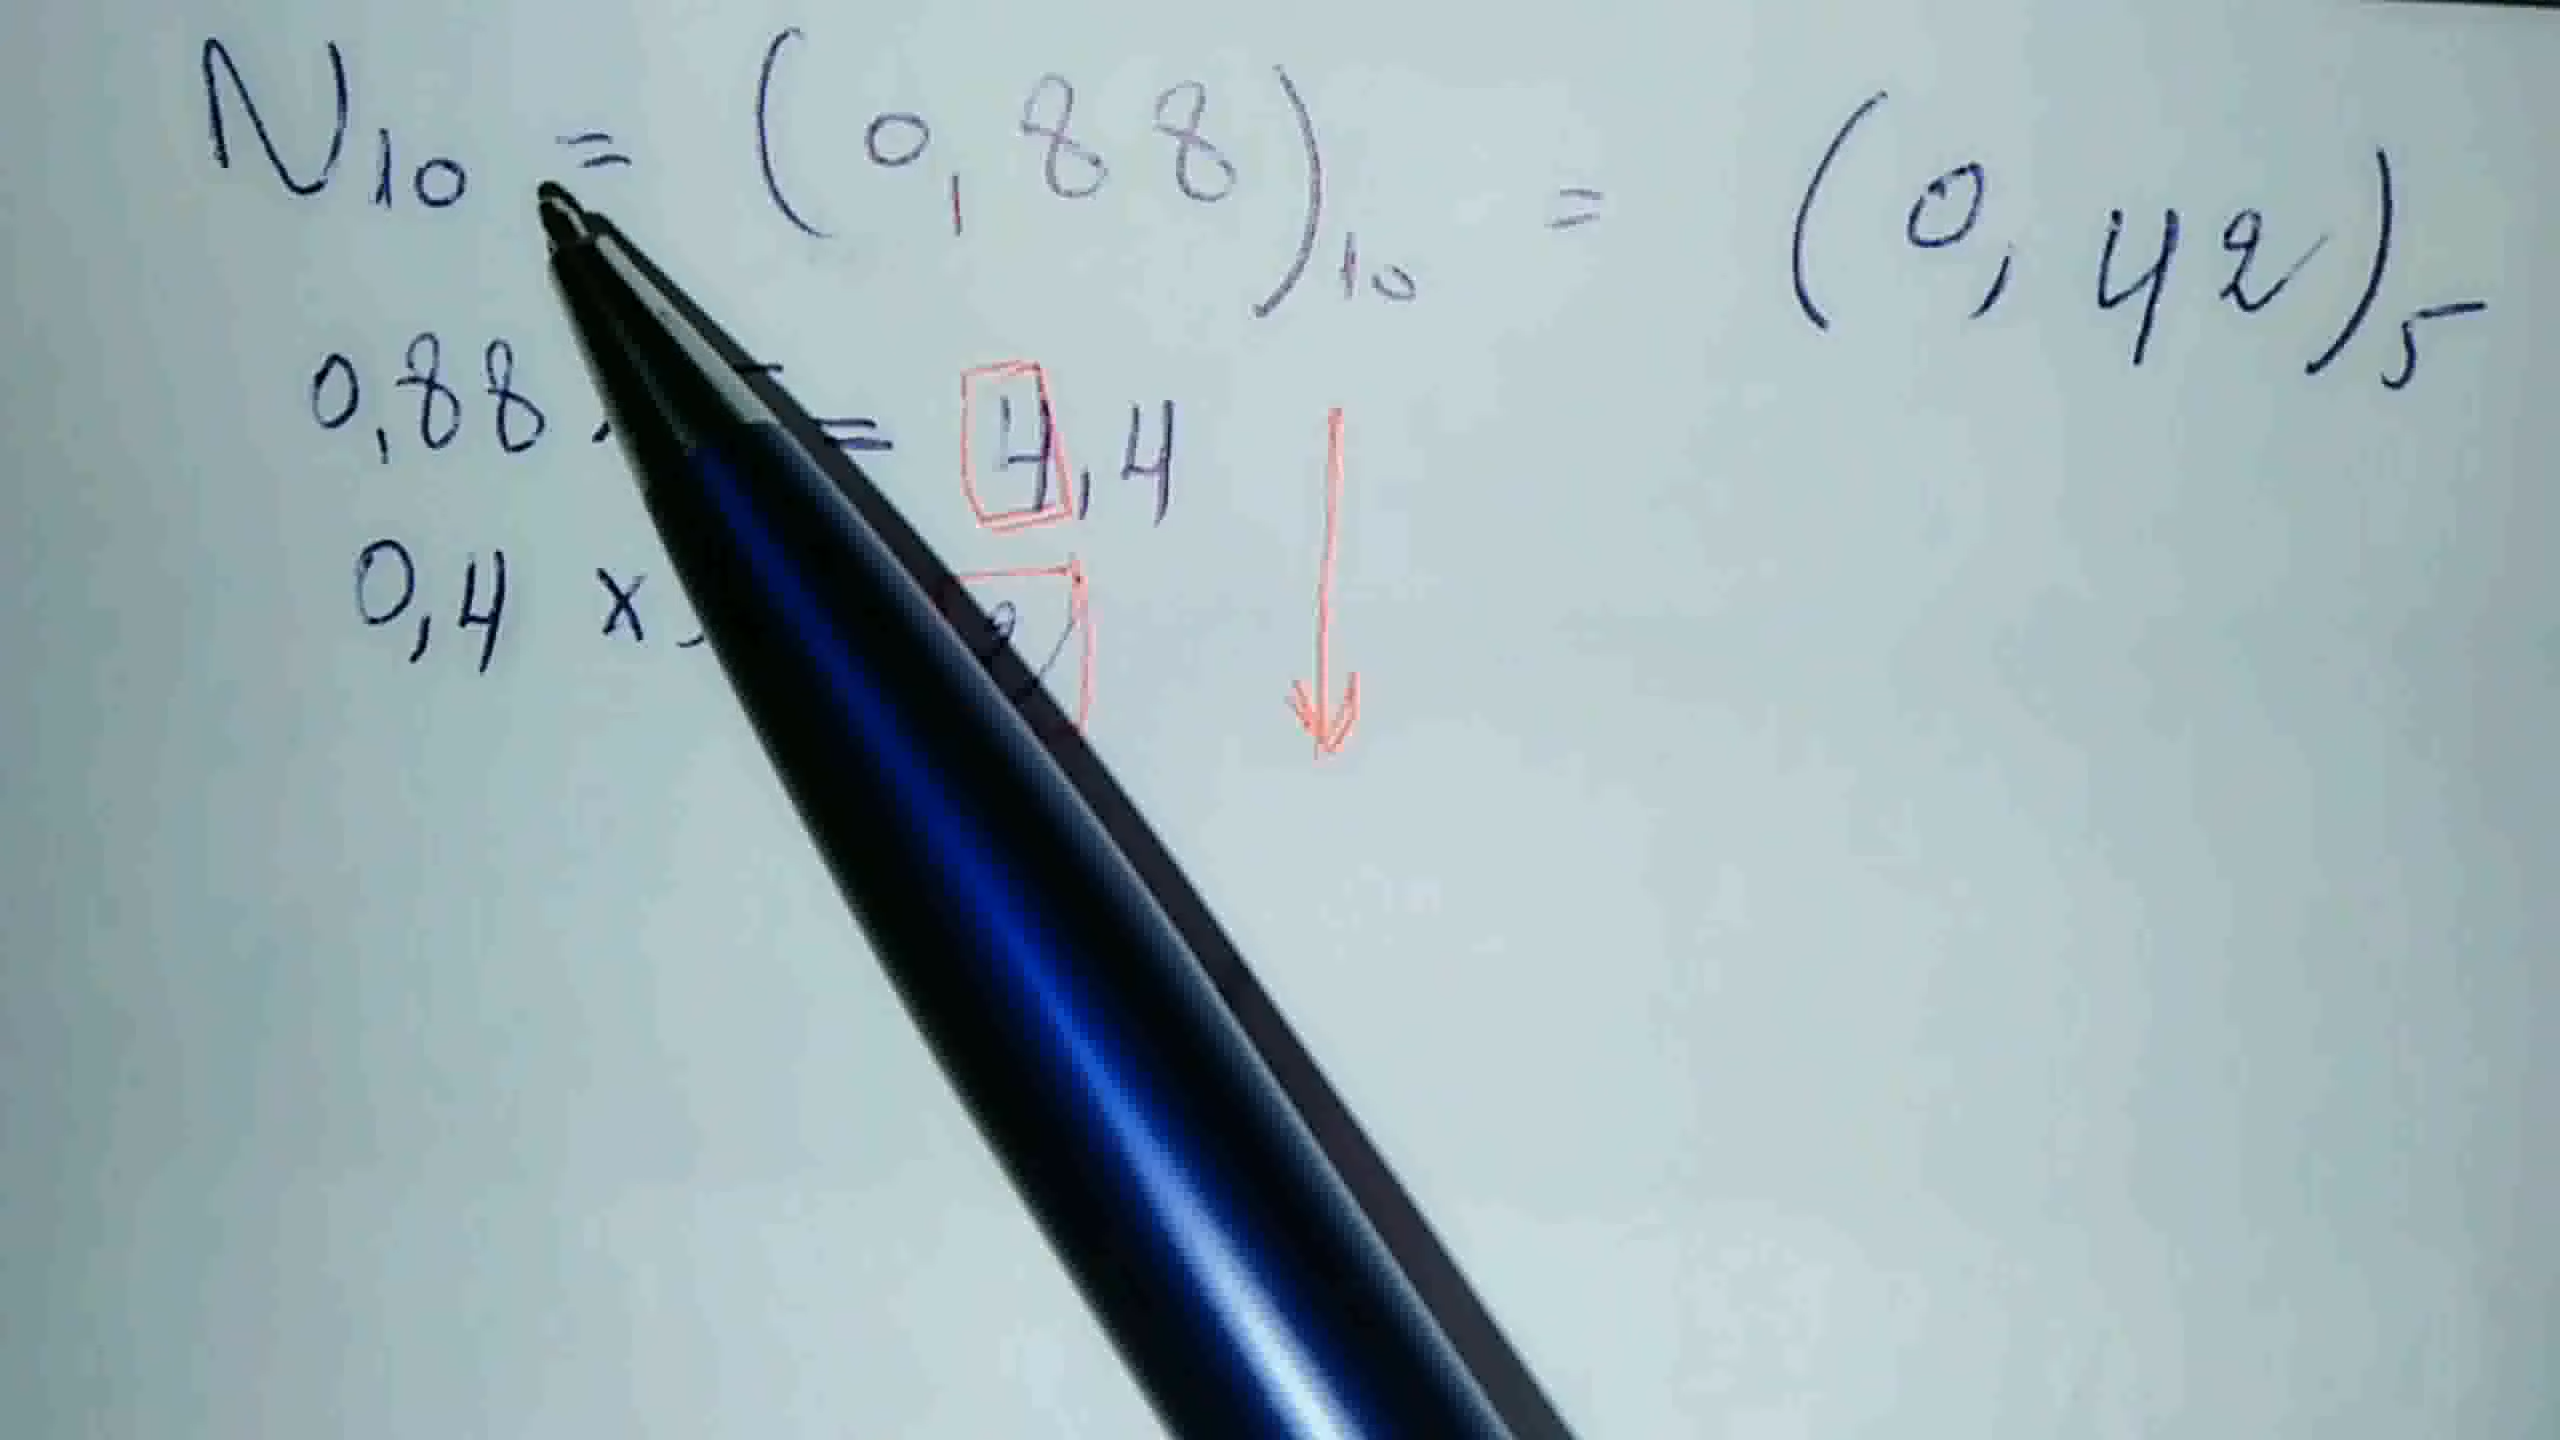 N10 = (0,88)10 = (0,42)5
0,88 = 4,4
0,4 x